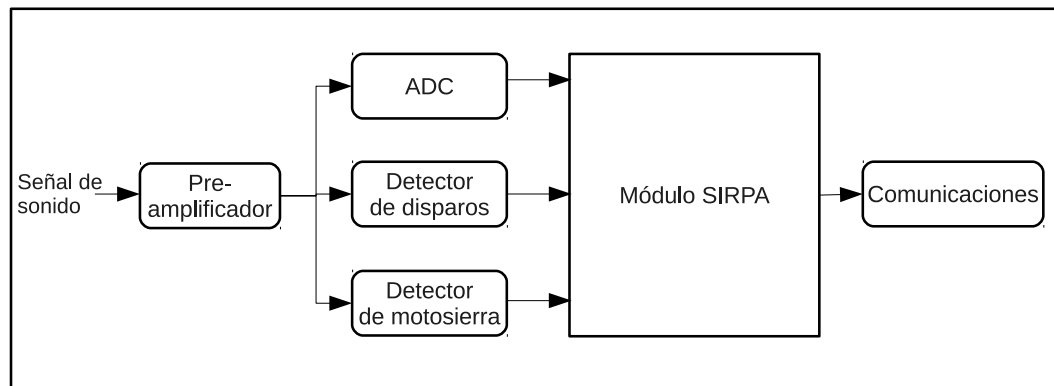 ADC
Señal de
sonido
Pre-
amplificador
Detector
de disparos
Módulo SIRPA
Comunicaciones
Detector
de motosierra